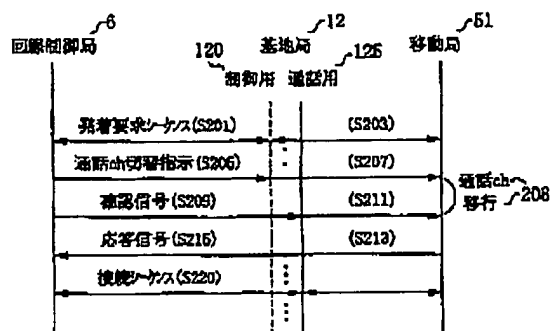 6
12
51
回線制御局
基地局
移動局
120
125
制御用
通話用
発着要求シーケンス(S201)
(S203)
通話ch切替指示(S205)
(S207)
通話ch
移行
208
確認信号(S209)
(S211)
応答信号(S215)
(S213)
接続シーケンス(S220)